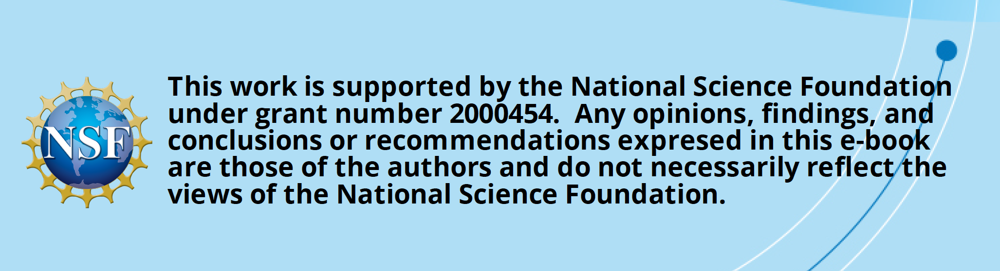 NSF
This work is supported by the National Science Foundation
under grant number 2000454.  Any opinions, findings, and
conclusions or recommendations expresed in this e-book
are those of the authors and do not necessarily reflect the
views of the National Science Foundation.